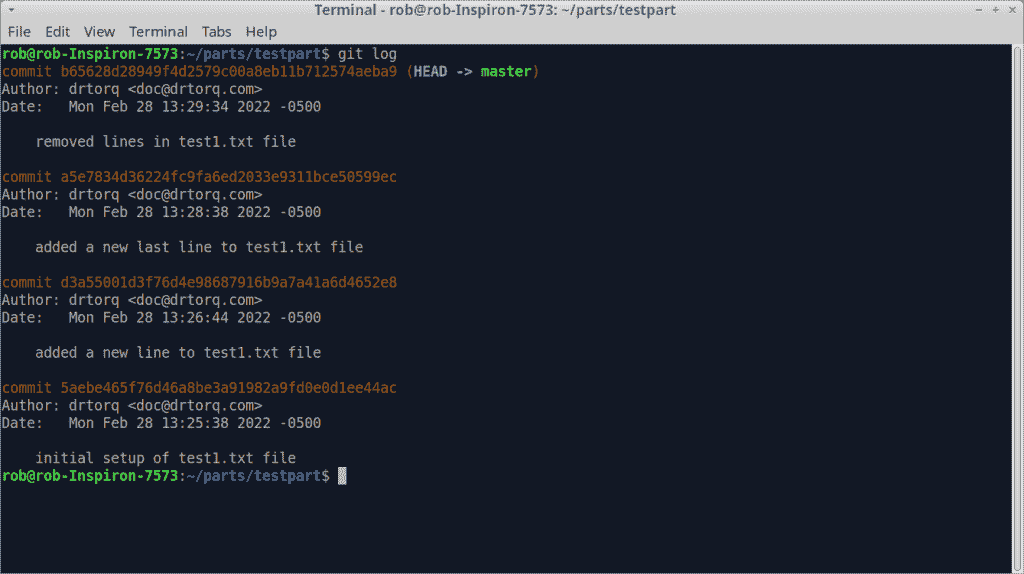 Terminal - rob@rob-Inspiron-7573: ~/parts/testpart
File Edit View Terminal Tabs Help
rob@rob-Inspiron-7573:~/parts/testpart$ git log
commit b65628d28949f4d2579c00a8eb11b712574aeba9 (HEAD -> master)
Author: drtorq <doc@drtorq.com>
Date:   Mon Feb 28 13:29:34 2022 -0500
    removed lines in test1.txt file
commit a5e7834d36224fc9fa6ed2033e9311bce50599ec
Author: drtorq <doc@drtorq.com>
Date:   Mon Feb 28 13:28:38 2022 -0500
    added a new last line to test1.txt file
commit d3a55001d3f76d4e98687916b9a7a41a6d4652e8
Author: drtorq <doc@drtorq.com>
Date:   Mon Feb 28 13:26:44 2022 -0500
    added a new line to test1.txt file
commit 5aebe465f76d46a8be3a91982a9fd0e0d1ee44ac
Author: drtorq <doc@drtorq.com>
Date:   Mon Feb 28 13:25:38 2022 -0500
    initial setup of test1.txt file
rob@rob-Inspiron-7573:~/parts/testpart$